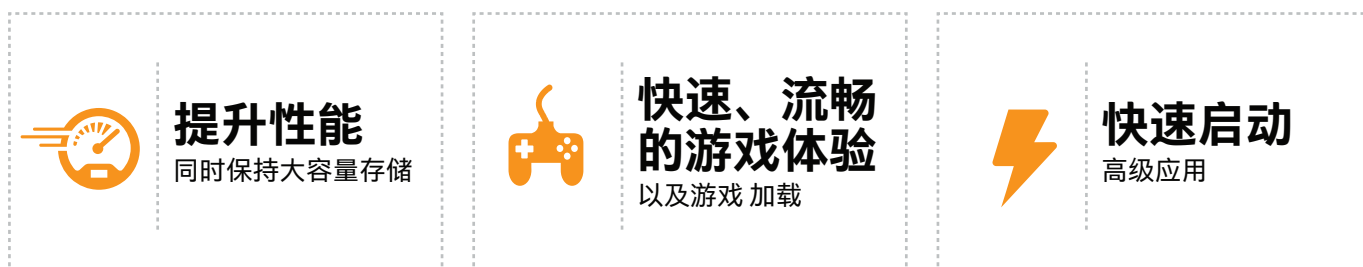 提升性能
同时保持大容量存储
快速、流畅
的游戏体验
以及游戏 加载
快速启动
高级应用